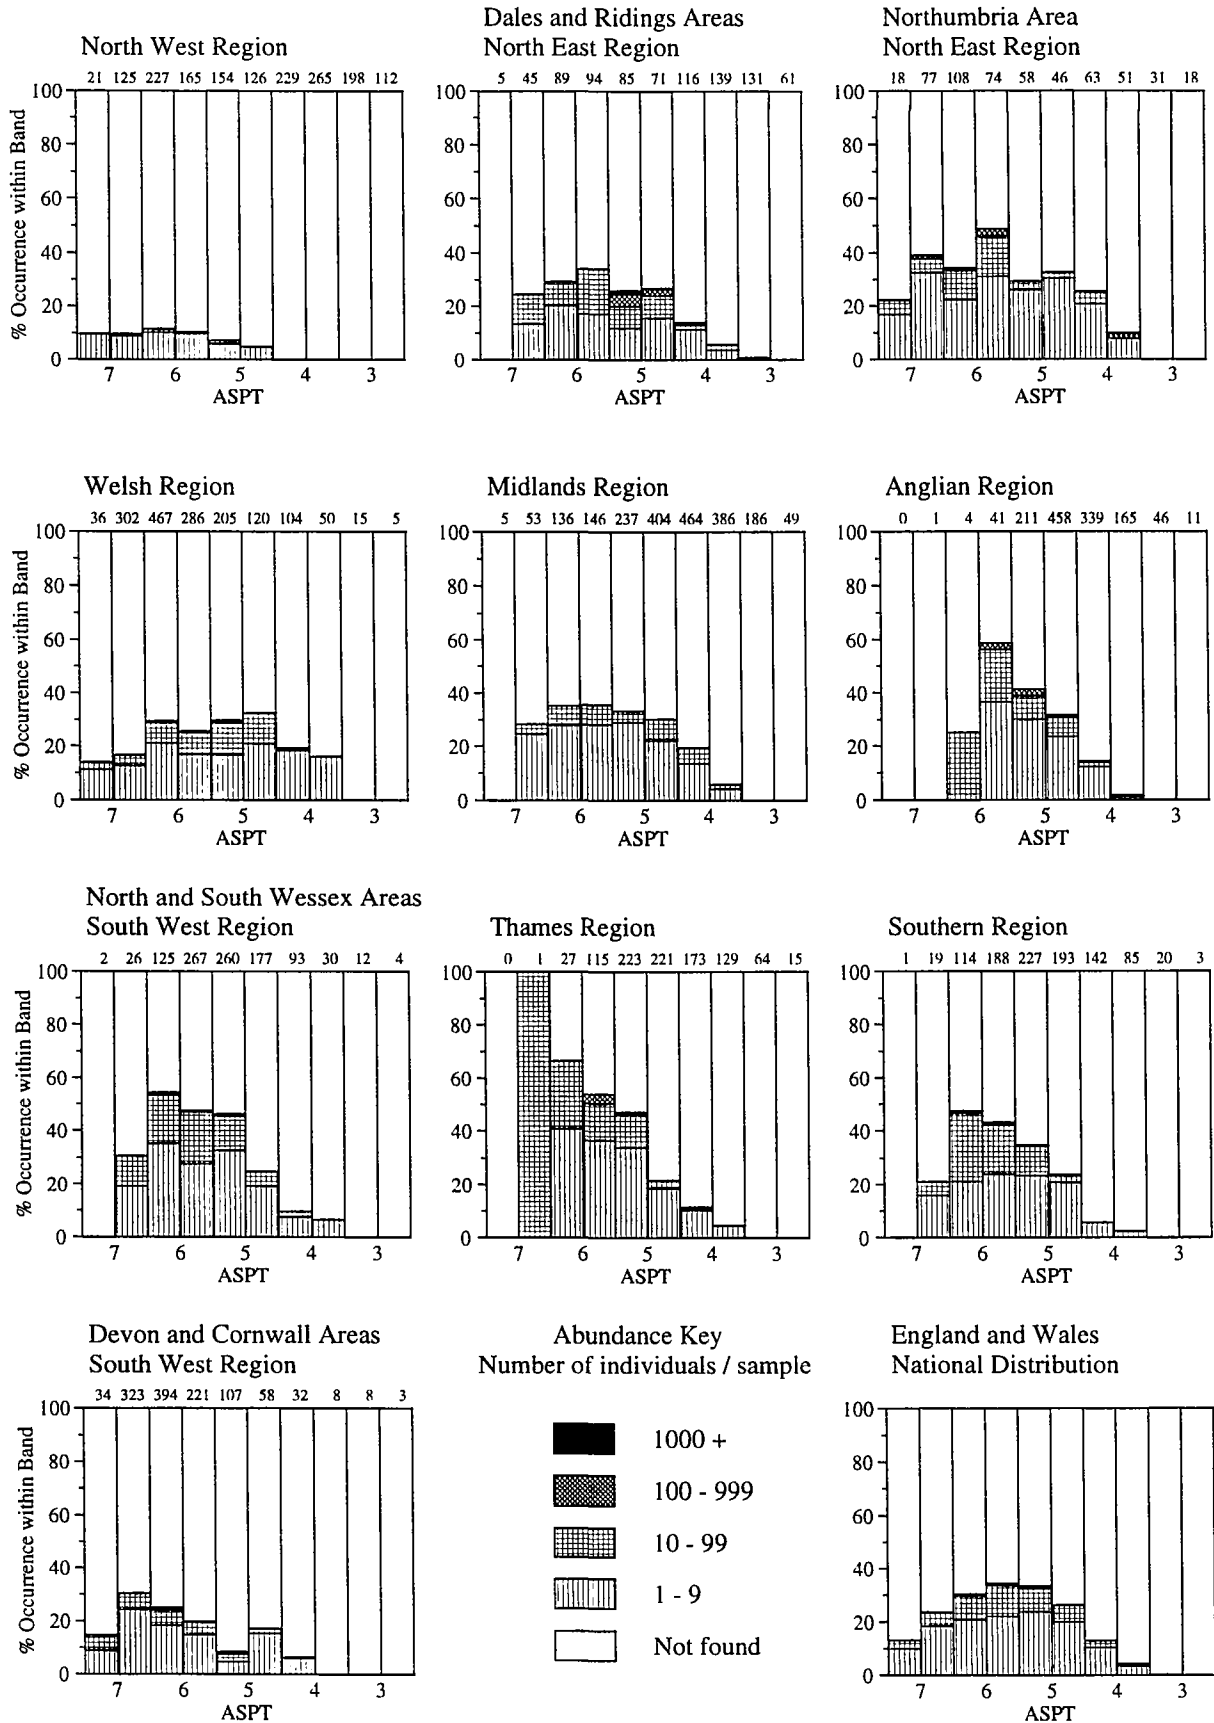 North West Region
21 125 227 165 154 126 229 265 198 112
% Occurrence within Band
100
80
60
40
20
0
7 6 5 4 3
ASPT
Dales and Ridings Areas
North East Region
5 45 89 94 85 71 116 139 131 61
100
80
60
40
20
0
7 6 5 4 3
ASPT
Northumbria Area
North East Region
18 77 108 74 58 46 63 51 31 18
100
80
60
40
20
0
7 6 5 4 3
ASPT
Welsh Region
36 302 467 286 205 120 104 50 15 5
% Occurrence within Band
100
80
60
40
20
0
7 6 5 4 3
ASPT
Midlands Region
5 53 136 146 237 404 464 386 186 49
100
80
60
40
20
0
7 6 5 4 3
ASPT
Anglian Region
0 1 4 41 211 458 339 165 46 11
100
80
60
40
20
0
7 6 5 4 3
ASPT
North and South Wessex Areas
South West Region
2 26 125 267 260 177 93 30 12 4
% Occurrence within Band
100
80
60
40
20
0
7 6 5 4 3
ASPT
Thames Region
0 1 27 115 223 221 173 129 64 15
100
80
60
40
20
0
7 6 5 4 3
ASPT
Southern Region
1 19 114 188 227 193 142 85 20 3
100
80
60
40
20
0
7 6 5 4 3
ASPT
Devon and Cornwall Areas
South West Region
34 323 394 221 107 58 32 8 8 3
% Occurrence within Band
100
80
60
40
20
0
7 6 5 4 3
ASPT
Abundance Key
Number of individuals / sample
1000 +
100 - 999
10 - 99
1 - 9
Not found
England and Wales
National Distribution
100
80
60
40
20
0
7 6 5 4 3
ASPT